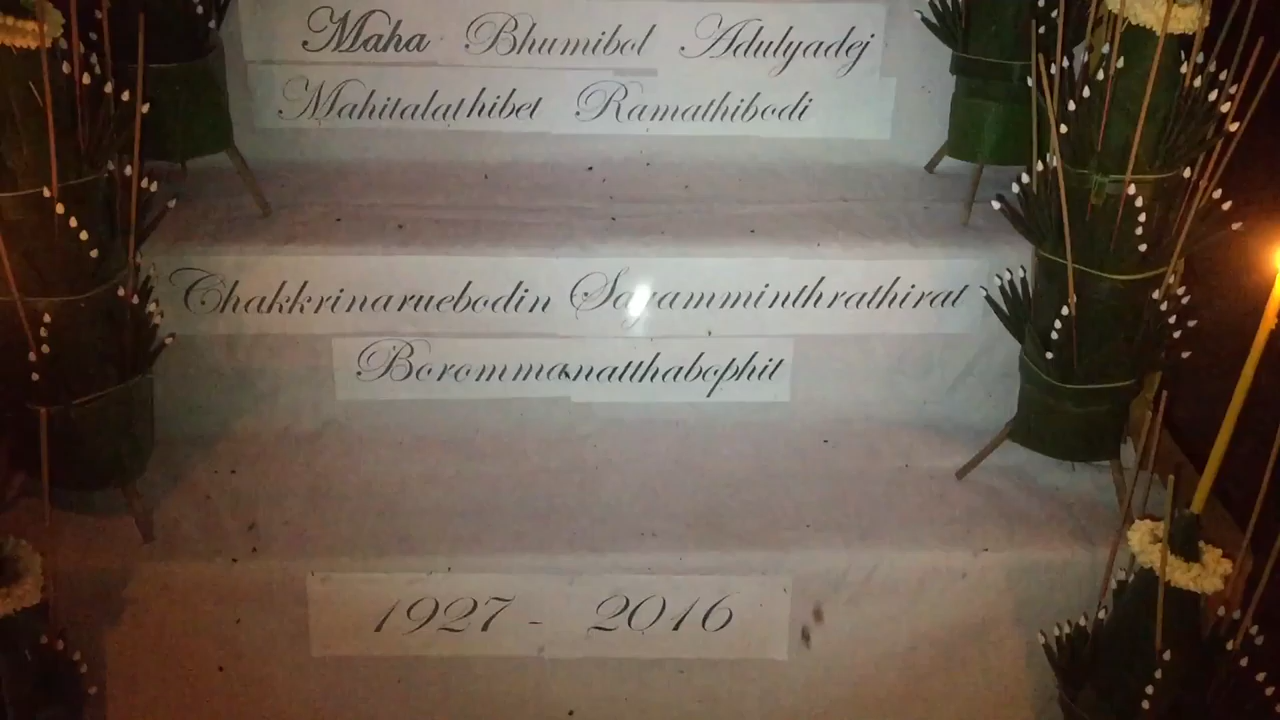 Maha Bhumibol Adulyadej
Mahitalathibet Ramathibodi
Chakkrinaruebodin Sayamminthrathirat
Borommanatthabophit
1927 - 2016